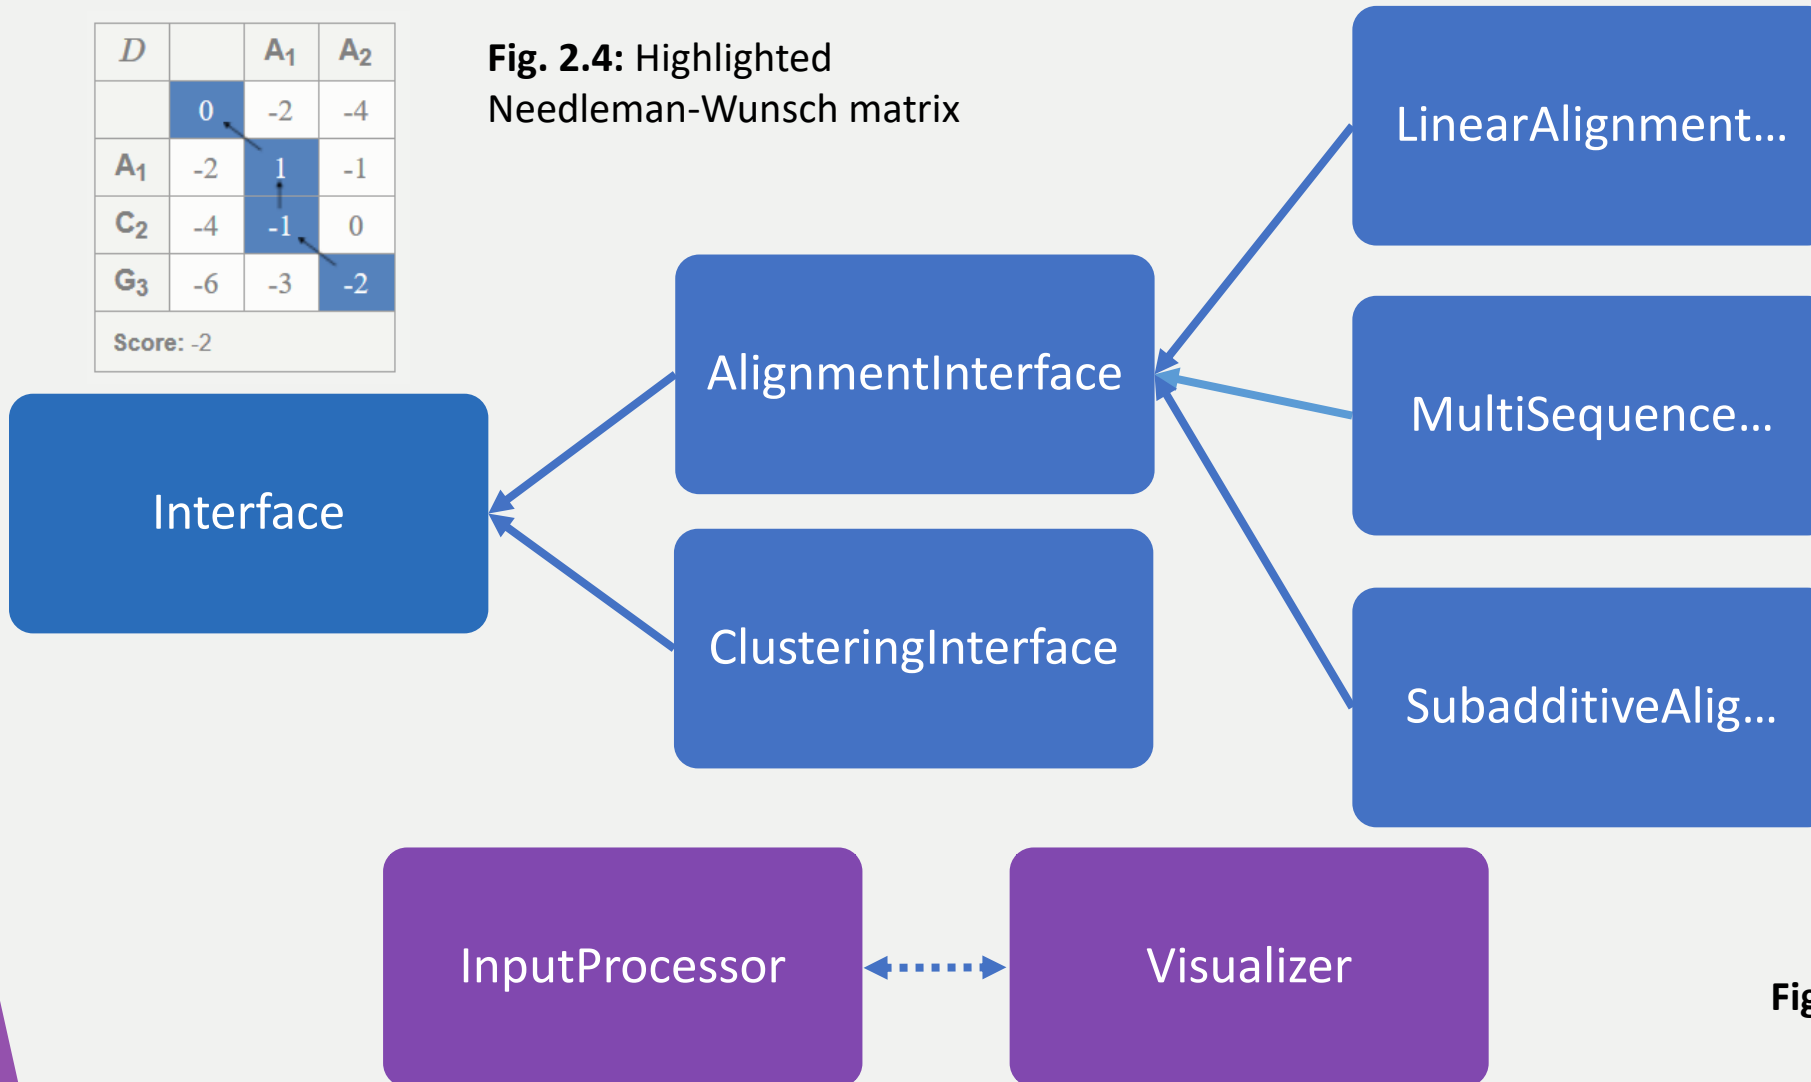 D A₁ A₂
0 -2 -4
A₁ -2 1 -1
C₂ -4 -1 0
G₃ -6 -3 -2
Score: -2
Fig. 2.4: Highlighted
Needleman-Wunsch matrix
LinearAlignment...
AlignmentInterface
MultiSequence...
Interface
ClusteringInterface
SubadditiveAlig...
InputProcessor
Visualizer